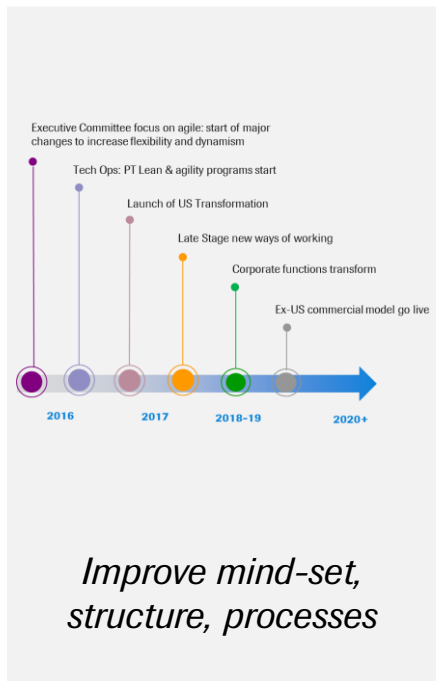 Executive Committee focus on agile: start of major
changes to increase flexibility and dynamism
Tech Ops: PT Lean & agility programs start
Launch of US Transformation
Late Stage new ways of working
Corporate functions transform
Ex-US commercial model go live
2016
2017
2018-19
2020+
Improve mind-set,
structure, processes